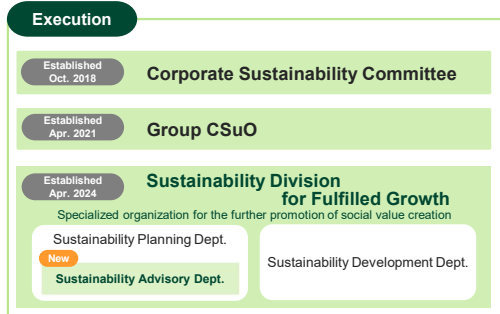 Execution
Established
Oct. 2018
Corporate Sustainability Committee
Established
Apr. 2021
Group CSuO
Established
Apr. 2024
Sustainability Division
for Fulfilled Growth
Specialized organization for the further promotion of social value creation
Sustainability Planning Dept.
New
Sustainability Advisory Dept.
Sustainability Development Dept.